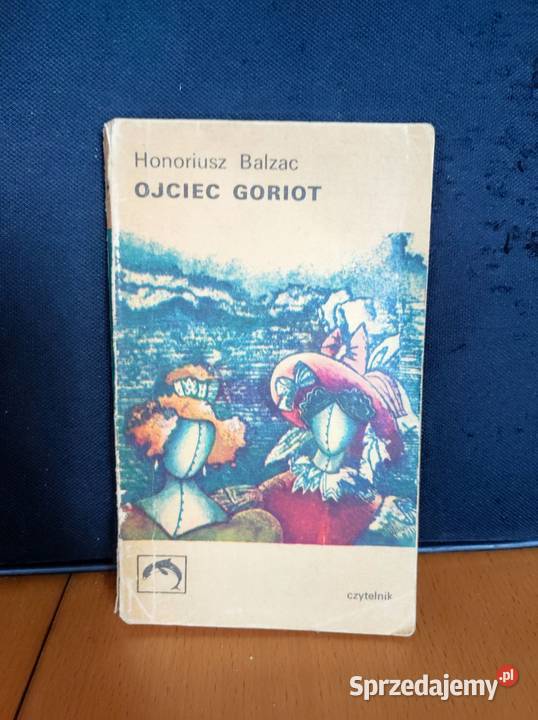 Honoriusz Balzac
OJCIEC GORIOT
czytelnik
Sprzedajemy.pl